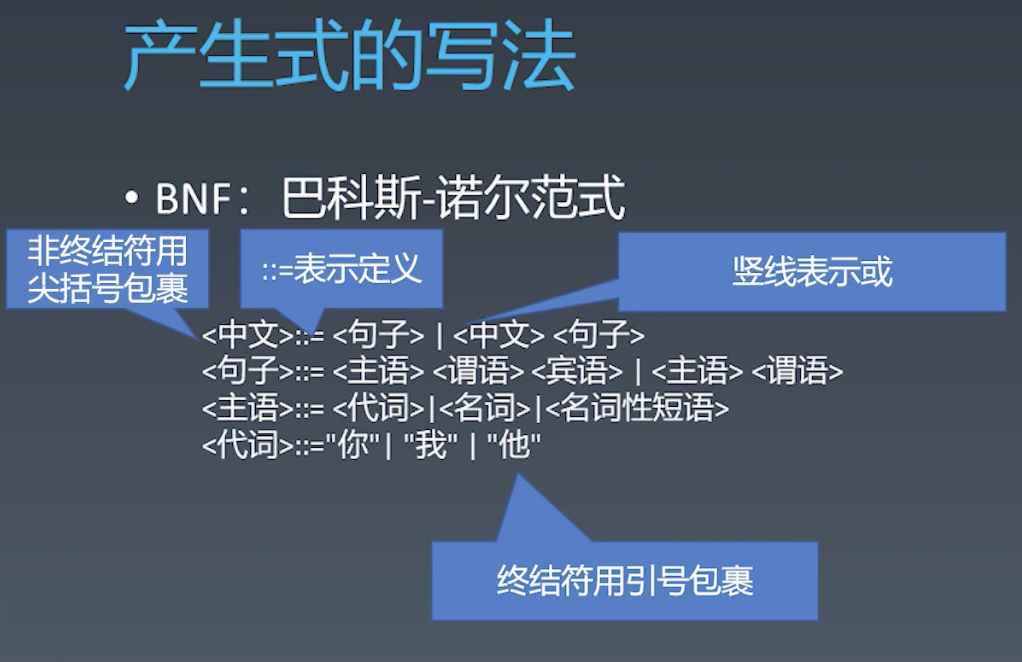 产生式的写法
• BNF：巴科斯-诺尔范式
非终结符用
尖括号包裹
::=表示定义
竖线表示或
<中文>::= <句子> | <中文> <句子>
<句子>::= <主语> <谓语> <宾语> | <主语> <谓语>
<主语>::= <代词>|<名词>|<名词性短语>
<代词>::="你"| "我" | "他"
终结符用引号包裹